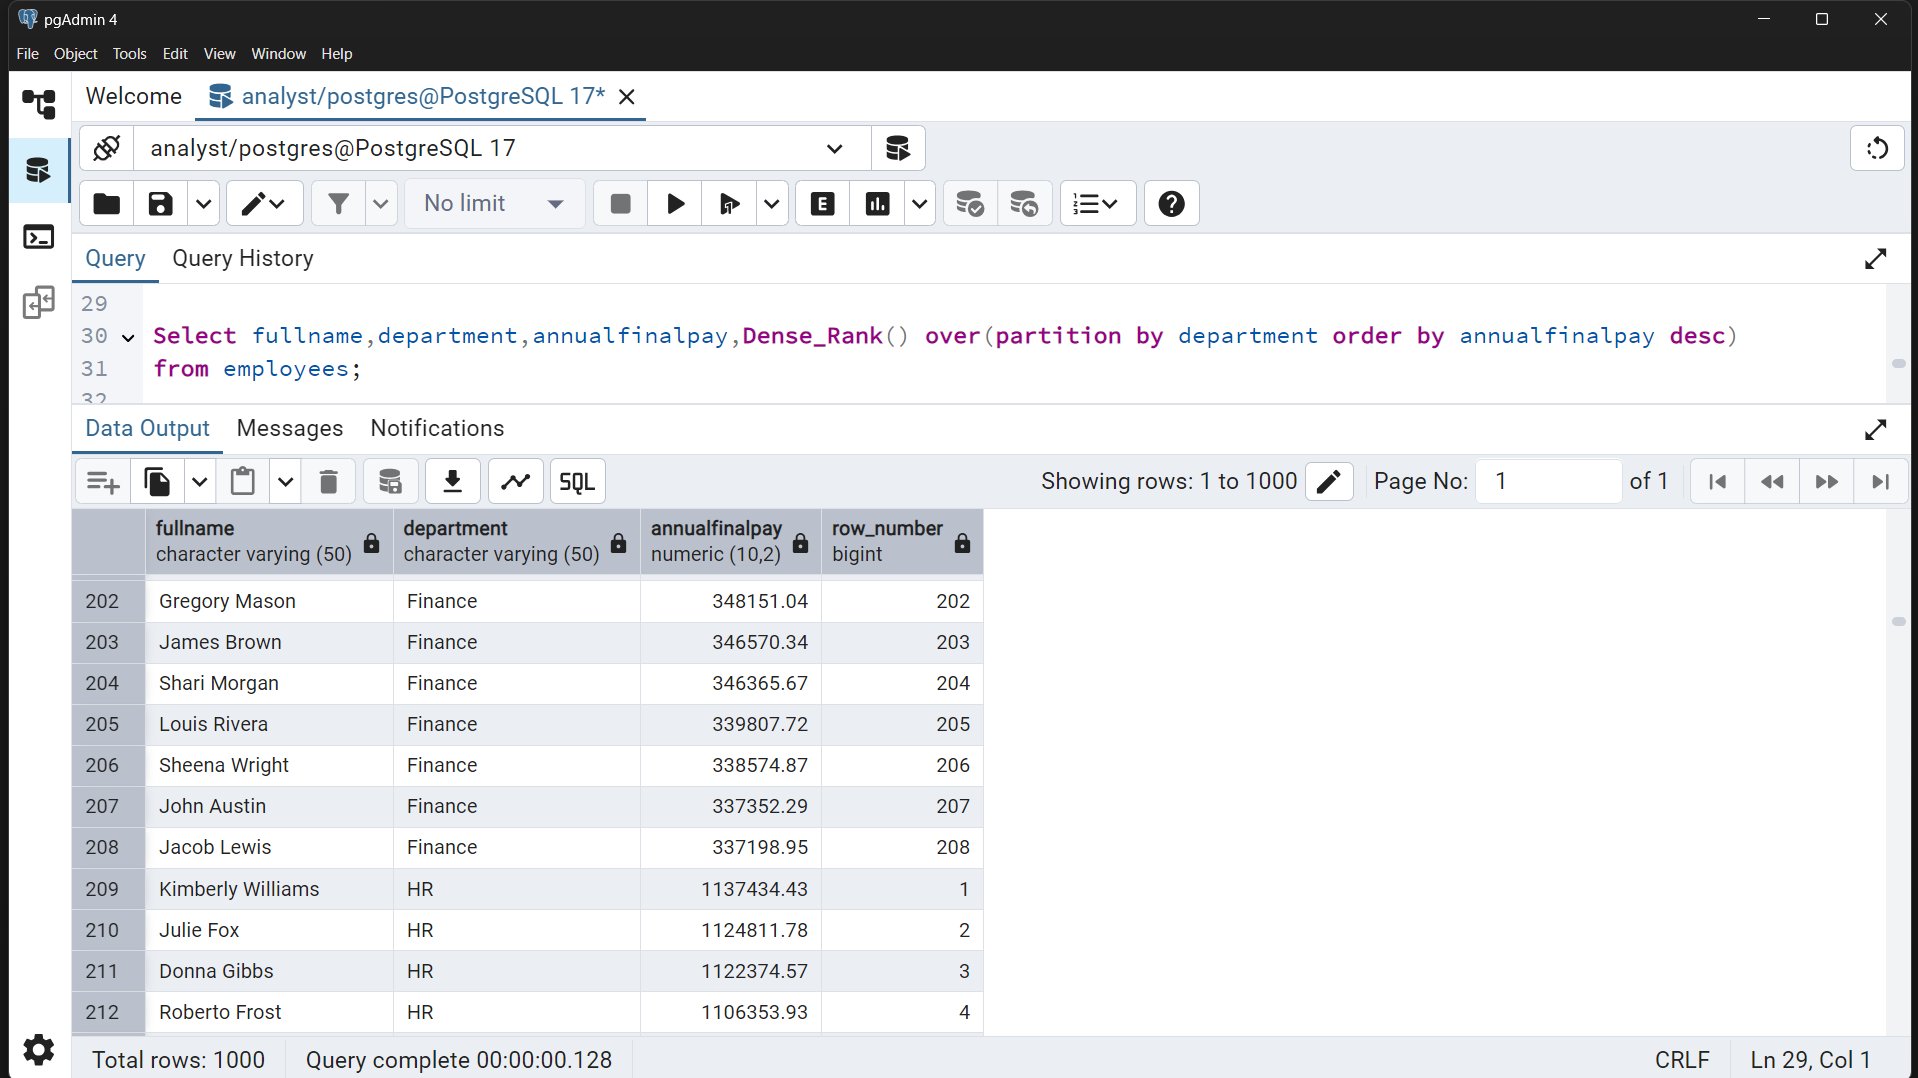 pgAdmin 4
File Object Tools Edit View Window Help
Welcome analyst/postgres@PostgreSQL 17*
analyst/postgres@PostgreSQL 17
No limit E
Query Query History
29
30 Select fullname,department,annualfinalpay,Dense_Rank() over(partition by department order by annualfinalpay desc)
31 from employees;
32
Data Output Messages Notifications
SQL Showing rows: 1 to 1000 Page No: 1 of 1
fullname department annualfinalpay row_number
character varying (50) character varying (50) numeric (10,2) bigint
202 Gregory Mason Finance 348151.04 202
203 James Brown Finance 346570.34 203
204 Shari Morgan Finance 346365.67 204
205 Louis Rivera Finance 339807.72 205
206 Sheena Wright Finance 338574.87 206
207 John Austin Finance 337352.29 207
208 Jacob Lewis Finance 337198.95 208
209 Kimberly Williams HR 1137434.43 1
210 Julie Fox HR 1124811.78 2
211 Donna Gibbs HR 1122374.57 3
212 Roberto Frost HR 1106353.93 4
Total rows: 1000 Query complete 00:00:00.128 CRLF Ln 29, Col 1